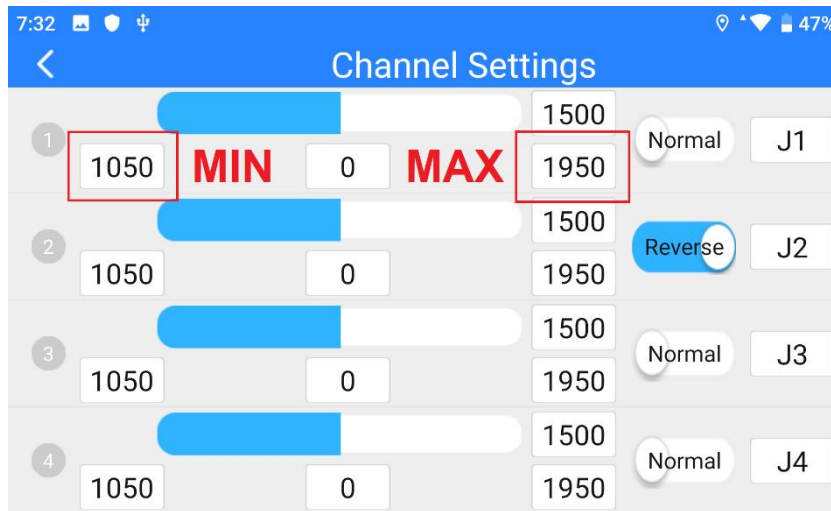 7:32 47%
Channel Settings
1500
1 Normal J1
1050 MIN 0 MAX 1950
1500
2 Reverse J2
1050 0 1950
1500
3 Normal J3
1050 0 1950
1500
4 Normal J4
1050 0 1950